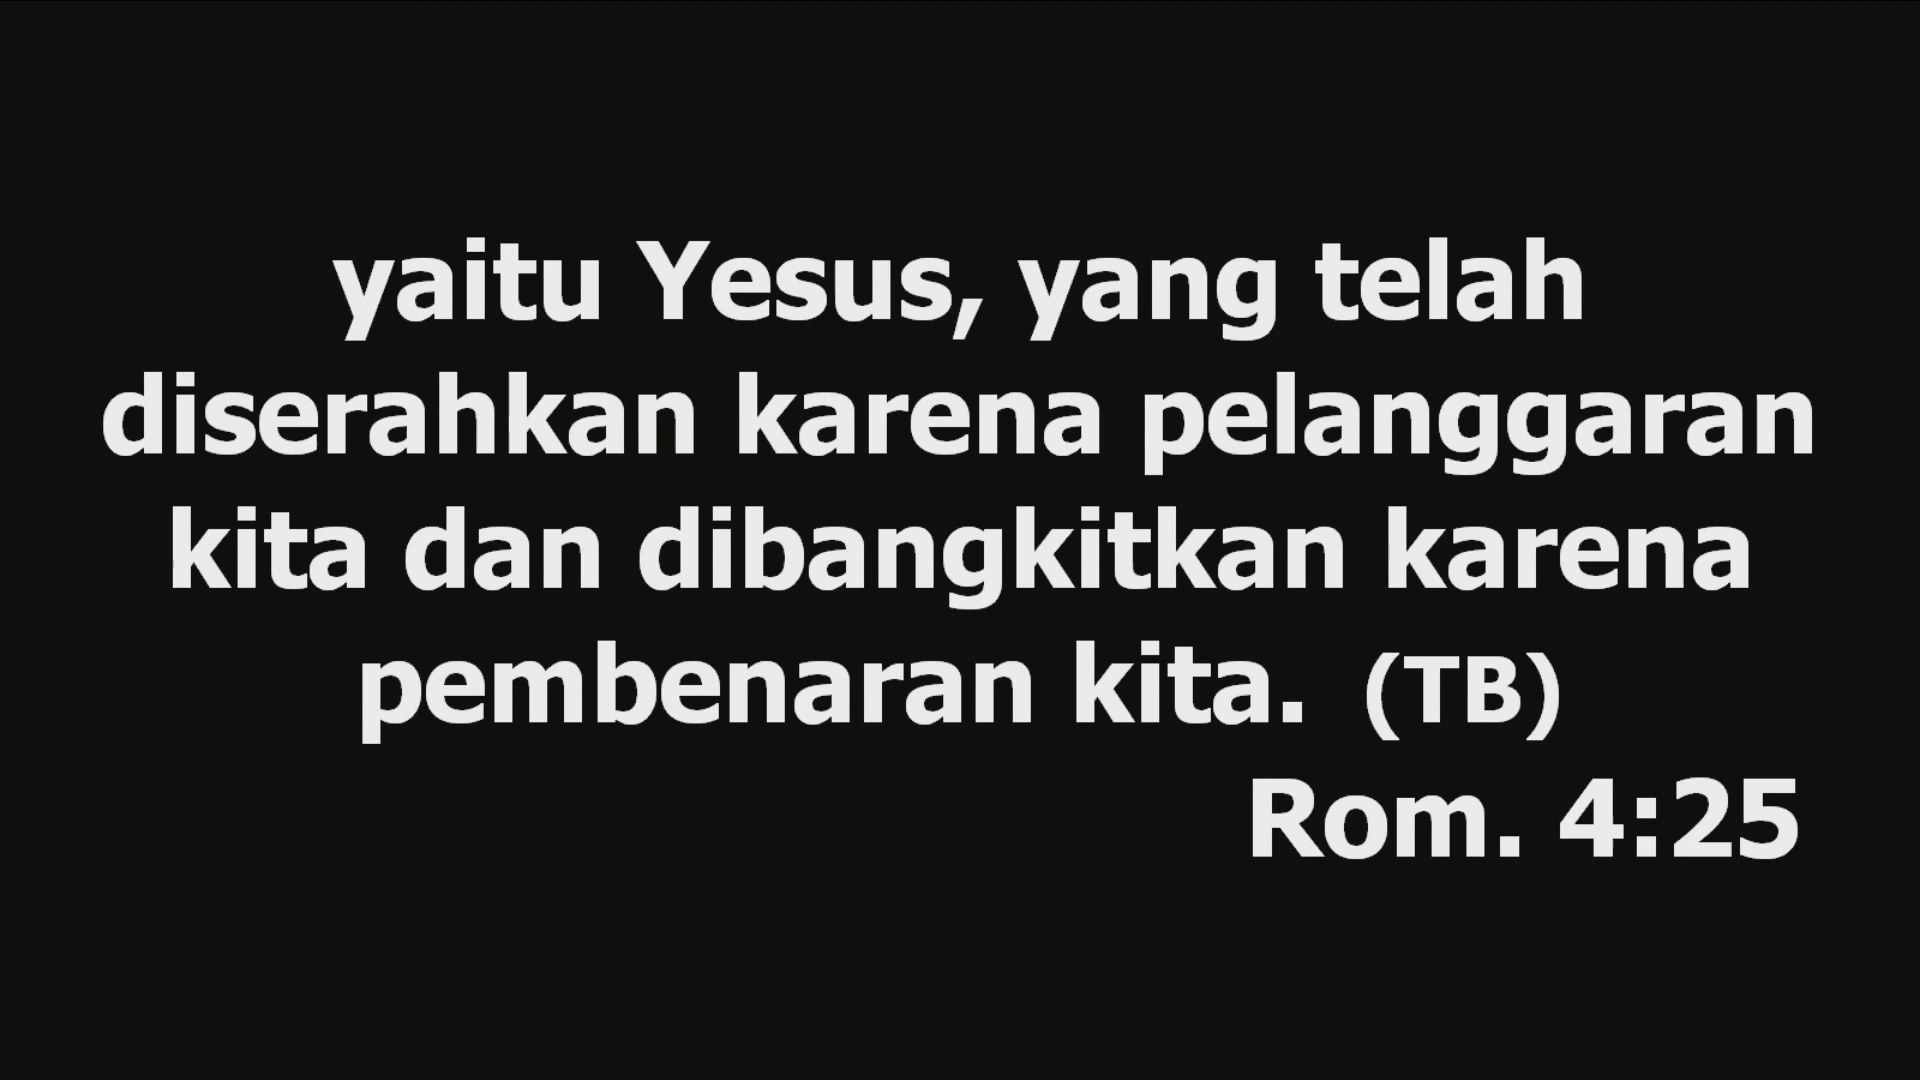 yaitu Yesus, yang telah
diserahkan karena pelanggaran
kita dan dibangkitkan karena
pembenaran kita. (TB)
Rom. 4:25